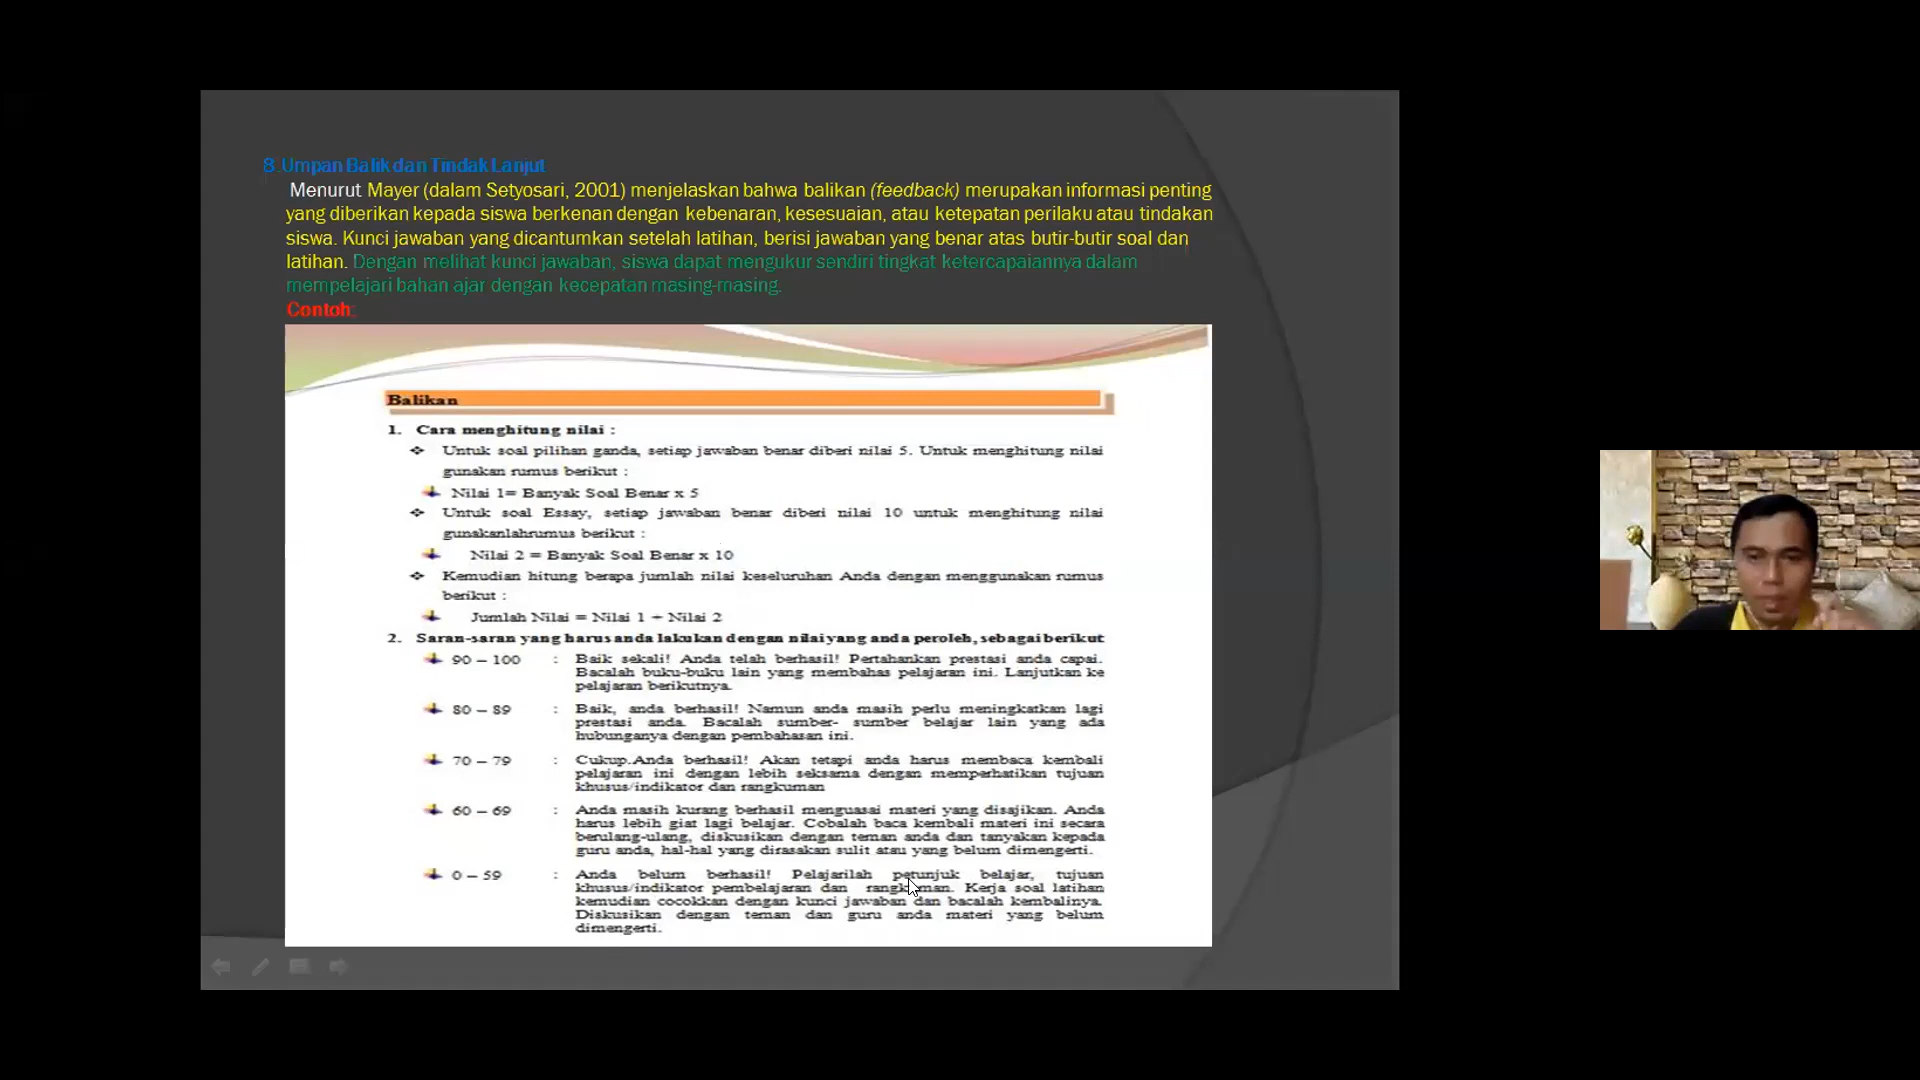 8.Umpan Balik dan Tindak Lanjut
Menurut Mayer (dalam Setyosari, 2001) menjelaskan bahwa balikan (feedback) merupakan informasi penting
yang diberikan kepada siswa berkenan dengan kebenaran, kesesuaian, atau ketepatan perilaku atau tindakan
siswa. Kunci jawaban yang dicantumkan setelah latihan, berisi jawaban yang benar atas butir-butir soal dan
latihan. Dengan melihat kunci jawaban, siswa dapat mengukur sendiri tingkat ketercapaiannya dalam
mempelajari bahan ajar dengan kecepatan masing-masing.
Contoh:
Balikan
1. Cara menghitung nilai :
Untuk soal pilihan ganda, setiap jawaban benar diberi nilai 5. Untuk menghitung nilai
gunakan rumus berikut :
Nilai 1= Banyak Soal Benar x 5
Untuk soal Essay, setiap jawaban benar diberi nilai 10 untuk menghitung nilai
gunakanlahrumus berikut :
Nilai 2 = Banyak Soal Benar x 10
Kemudian hitung berapa jumlah nilai keseluruhan Anda dengan menggunakan rumus
berikut :
Jumlah Nilai = Nilai 1 + Nilai 2
2. Saran-saran yang harus anda lakukan dengan nilai yang anda peroleh, sebagai berikut
90 – 100 : Baik sekali! Anda telah berhasil! Pertahankan prestasi anda capai.
Bacalah buku-buku lain yang membahas pelajaran ini. Lanjutkan ke
pelajaran berikutnya.
80 – 89 : Baik, anda berhasil! Namun anda masih perlu meningkatkan lagi
prestasi anda. Bacalah sumber- sumber belajar lain yang ada
hubunganya dengan pembahasan ini.
70 – 79 : Cukup.Anda berhasil! Akan tetapi anda harus membaca kembali
pelajaran ini dengan lebih seksama dengan memperhatikan tujuan
khusus/indikator dan rangkuman
60 – 69 : Anda masih kurang berhasil menguasai materi yang disajikan. Anda
harus lebih giat lagi belajar. Cobalah baca kembali materi ini secara
berulang-ulang, diskusikan dengan teman anda dan tanyakan kepada
guru anda, hal-hal yang dirasakan sulit atau yang belum dimengerti.
0 – 59 : Anda belum berhasil! Pelajarilah petunjuk belajar, tujuan
khusus/indikator pembelajaran dan rangkuman. Kerja soal latihan
kemudian cocokkan dengan kunci jawaban dan bacalah kembalinya.
Diskusikan dengan teman dan guru anda materi yang belum
dimengerti.